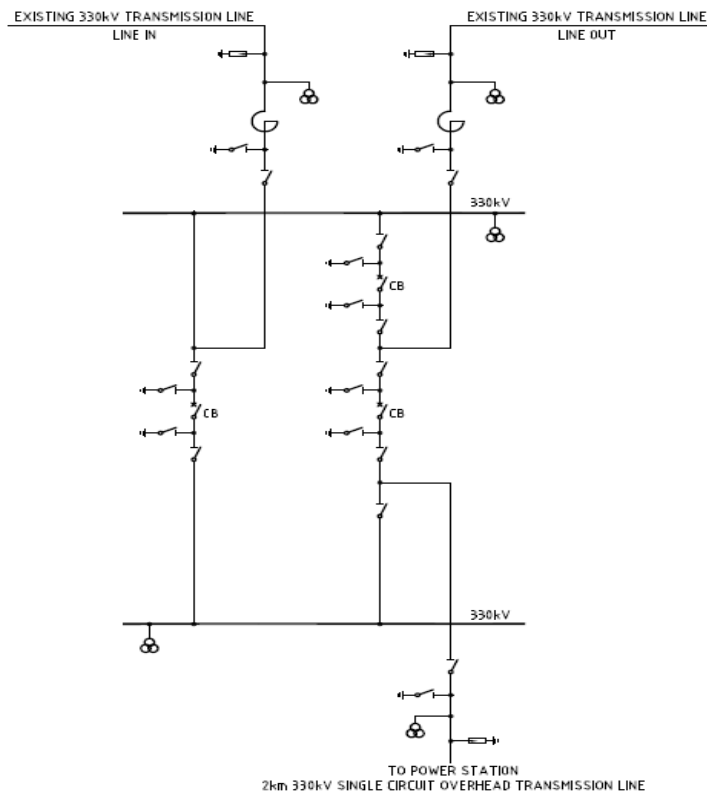 EXISTING 330kV TRANSMISSION LINE
LINE IN
EXISTING 330kV TRANSMISSION LINE
LINE OUT
330kV
CB
CB
CB
330kV
TO POWER STATION
2km 330kV SINGLE CIRCUIT OVERHEAD TRANSMISSION LINE